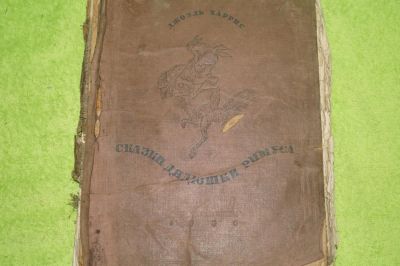 ДЖОЭЛЬ ХАРРИС
СКАЗКИ ДЯДЮШКИ РИМУСА